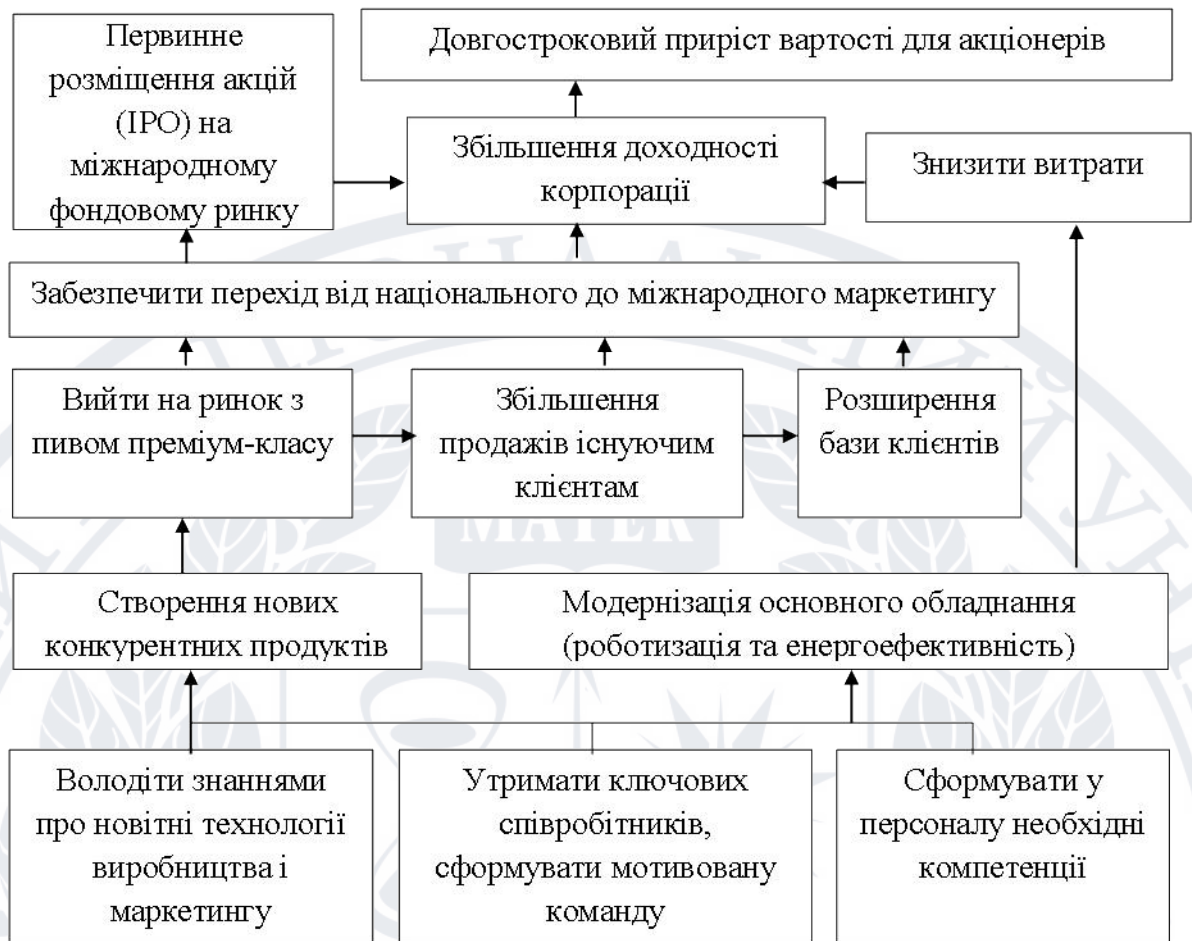 Первинне
розміщення акцій
(IPO) на
міжнародному
фондовому ринку
Довгостроковий приріст вартості для акціонерів
Збільшення доходності
корпорації
Знизити витрати
Забезпечити перехід від національного до міжнародного маркетингу
Вийти на ринок з
пивом преміум-класу
Збільшення
продажів існуючим
клієнтам
Розширення
бази клієнтів
Створення нових
конкурентних продуктів
Модернізація основного обладнання
(роботизація та енергоефективність)
Володіти знаннями
про новітні технології
виробництва і
маркетингу
Утримати ключових
співробітників,
сформувати мотивовану
команду
Сформувати у
персоналу необхідні
компетенції